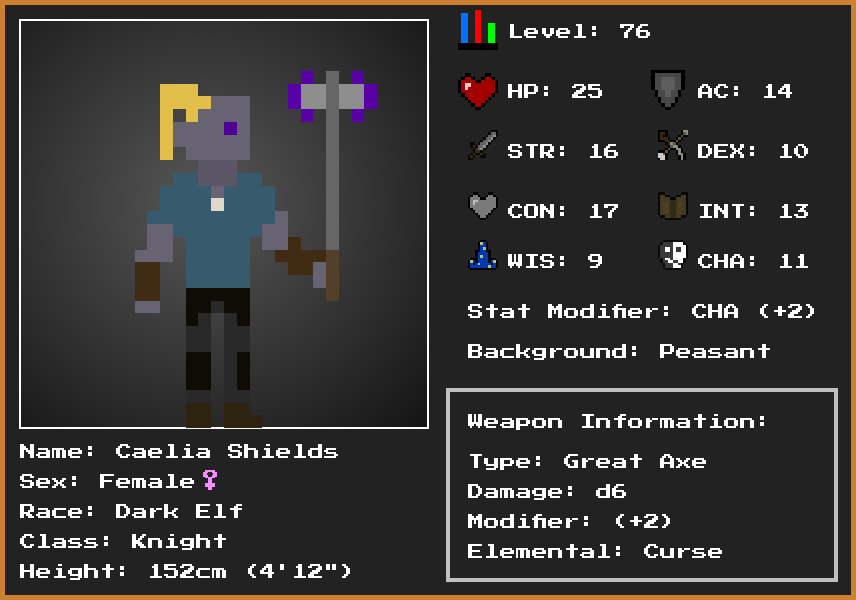 Level: 76
HP: 25
AC: 14
STR: 16
DEX: 10
CON: 17
INT: 13
WIS: 9
CHA: 11
Stat Modifier: CHA (+2)
Background: Peasant
Weapon Information:
Type: Great Axe
Damage: d6
Modifier: (+2)
Elemental: Curse
Name: Caelia Shields
Sex: Female♀
Race: Dark Elf
Class: Knight
Height: 152cm (4'12")